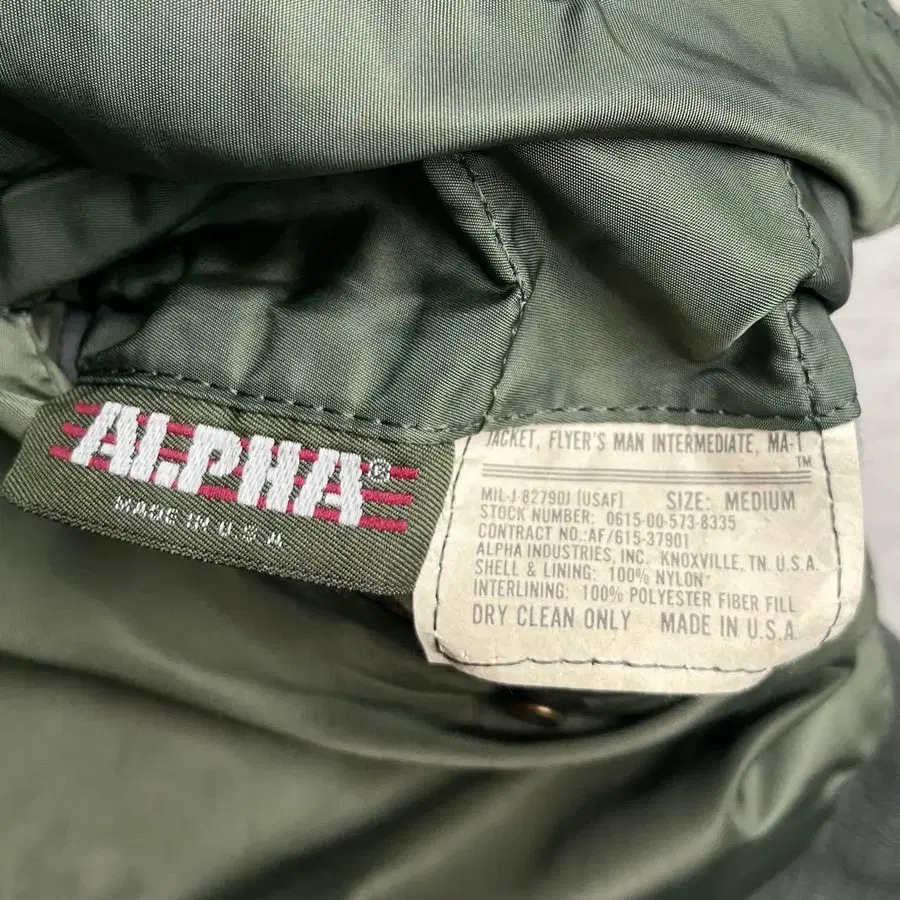 ALPHA®
MADE IN U.S.A.
JACKET, FLYER'S MAN INTERMEDIATE, MA-1
TM
MIL-J-82790J (USAF) SIZE: MEDIUM
STOCK NUMBER: 0615-00-573-8335
CONTRACT NO.: AF/615-37901
ALPHA INDUSTRIES, INC. KNOXVILLE, TN. U.S.A.
SHELL & LINING: 100% NYLON
INTERLINING: 100% POLYESTER FIBER FILL
DRY CLEAN ONLY MADE IN U.S.A.